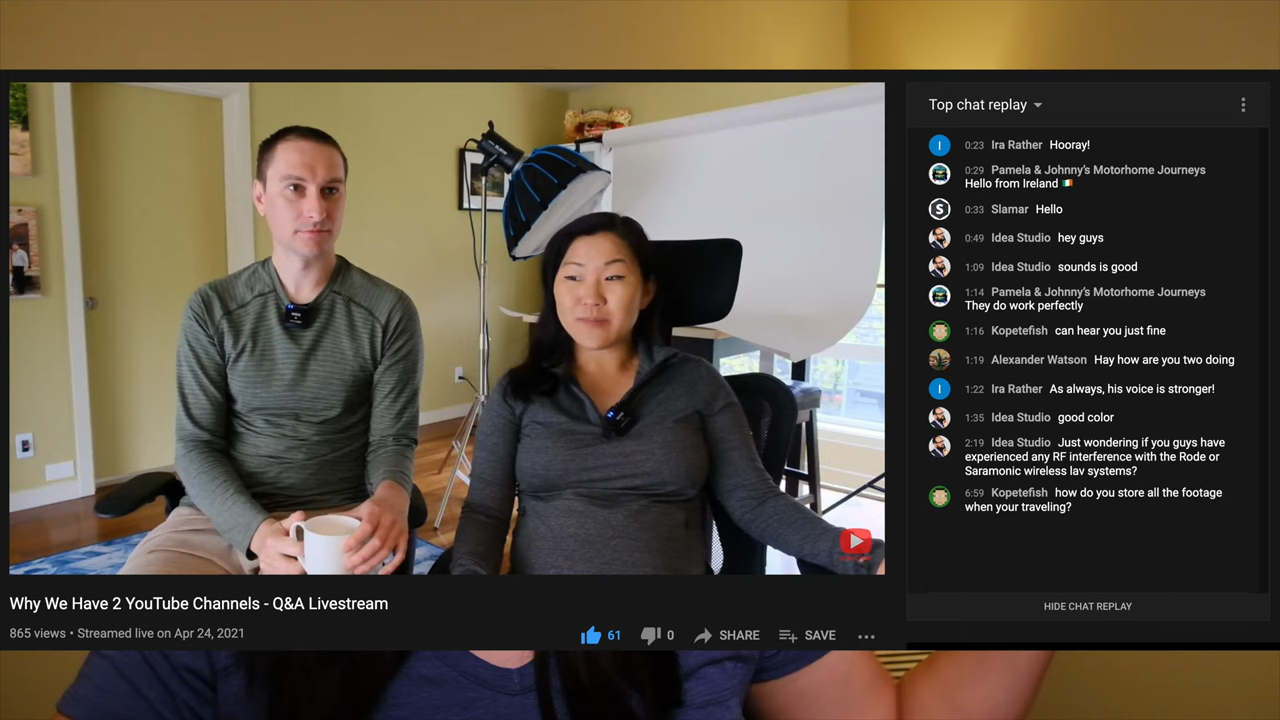 Top chat replay
I 0:23 Ira Rather Hooray!
0:29 Pamela & Johnny's Motorhome Journeys
Hello from Ireland 🇮🇪
S 0:33 Slamar Hello
0:49 Idea Studio hey guys
1:09 Idea Studio sounds is good
1:14 Pamela & Johnny's Motorhome Journeys
They do work perfectly
1:16 Kopetefish can hear you just fine
1:19 Alexander Watson Hay how are you two doing
I 1:22 Ira Rather As always, his voice is stronger!
1:35 Idea Studio good color
2:19 Idea Studio Just wondering if you guys have
experienced any RF interference with the Rode or
Saramonic wireless lav systems?
6:59 Kopetefish how do you store all the footage
when your traveling?
HIDE CHAT REPLAY
Why We Have 2 YouTube Channels - Q&A Livestream
865 views • Streamed live on Apr 24, 2021
61 0 SHARE SAVE